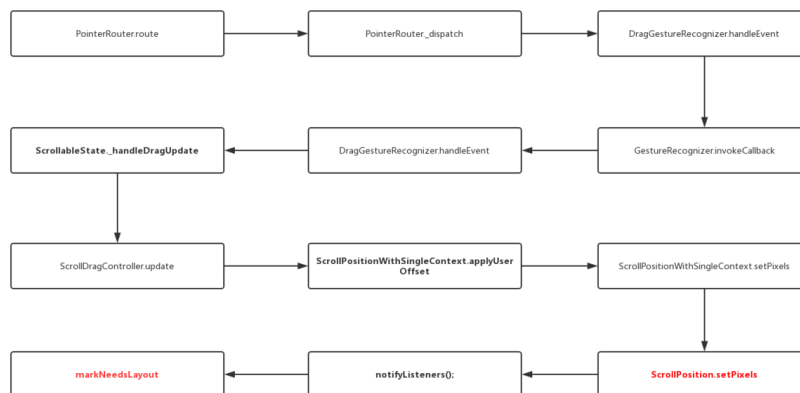 PointerRouter.route
PointerRouter._dispatch
DragGestureRecognizer.handleEvent
ScrollableState._handleDragUpdate
DragGestureRecognizer.handleEvent
GestureRecognizer.invokeCallback
ScrollDragController.update
ScrollPositionWithSingleContext.applyUser
Offset
ScrollPositionWithSingleContext.setPixels
markNeedsLayout
notifyListeners();
ScrollPosition.setPixels